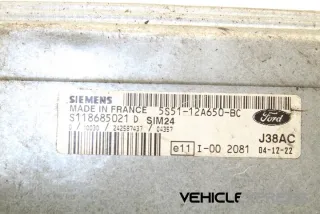 SIEMENS
MADE IN FRANCE 5S51-12A650-BC
S118685021 D SIM24
Ford
J38AC
e11 I-00 2081 04-12-22
VEHICLE